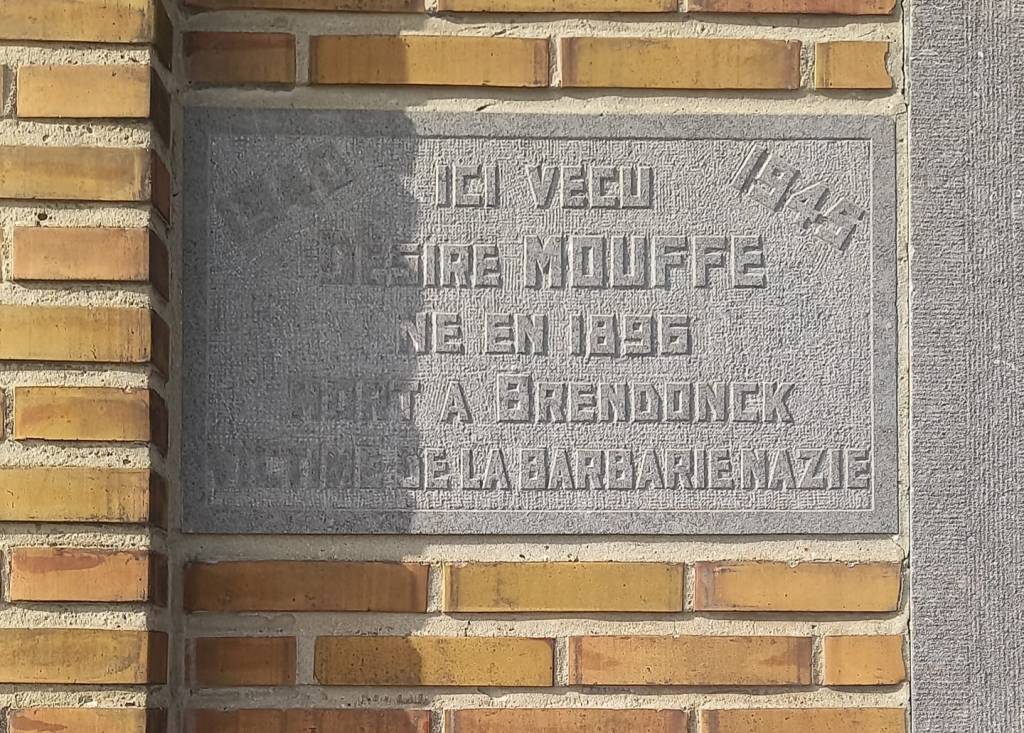 1940 ICI VECU 1945
DESIRE MOUFFE
NE EN 1896
MORT A BRENDONCK
VICTIME DE LA BARBARIE NAZIE